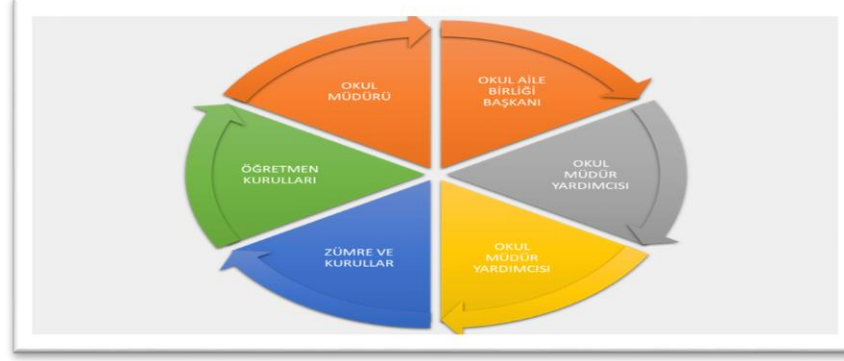 OKUL
MÜDÜRÜ
OKUL AİLE
BİRLİĞİ
BAŞKANI
OKUL
MÜDÜR
YARDIMCISI
OKUL
MÜDÜR
YARDIMCISI
ZÜMRE VE
KURULLAR
ÖĞRETMEN
KURULLARI